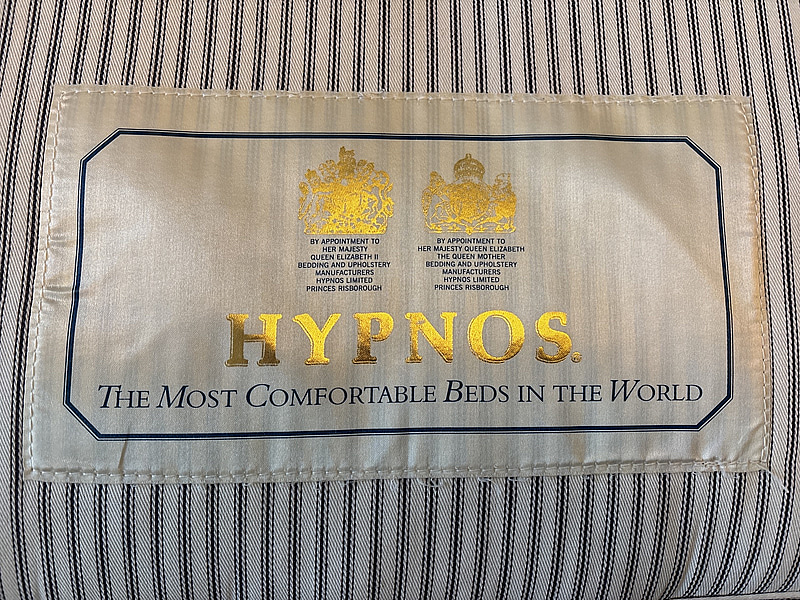 BY APPOINTMENT TO
HER MAJESTY
QUEEN ELIZABETH II
BEDDING AND UPHOLSTERY
MANUFACTURERS
HYPNOS LIMITED
PRINCES RISBOROUGH
BY APPOINTMENT TO
HER MAJESTY QUEEN ELIZABETH
THE QUEEN MOTHER
BEDDING AND UPHOLSTERY
MANUFACTURERS
HYPNOS LIMITED
PRINCES RISBOROUGH
HYPNOS.
THE MOST COMFORTABLE BEDS IN THE WORLD